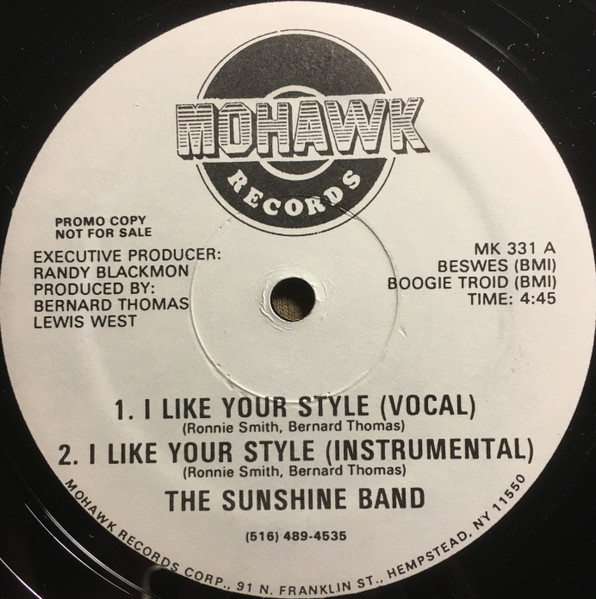 MOHAWK
RECORDS
PROMO COPY
NOT FOR SALE
EXECUTIVE PRODUCER:
RANDY BLACKMON
PRODUCED BY:
BERNARD THOMAS
LEWIS WEST
MK 331 A
BESWES (BMI)
BOOGIE TROID (BMI)
TIME: 4:45
1. I LIKE YOUR STYLE (VOCAL)
(Ronnie Smith, Bernard Thomas)
2. I LIKE YOUR STYLE (INSTRUMENTAL)
(Ronnie Smith, Bernard Thomas)
THE SUNSHINE BAND
(516) 489-4535
MOHAWK RECORDS CORP., 91 N. FRANKLIN ST., HEMPSTEAD, NY 11550